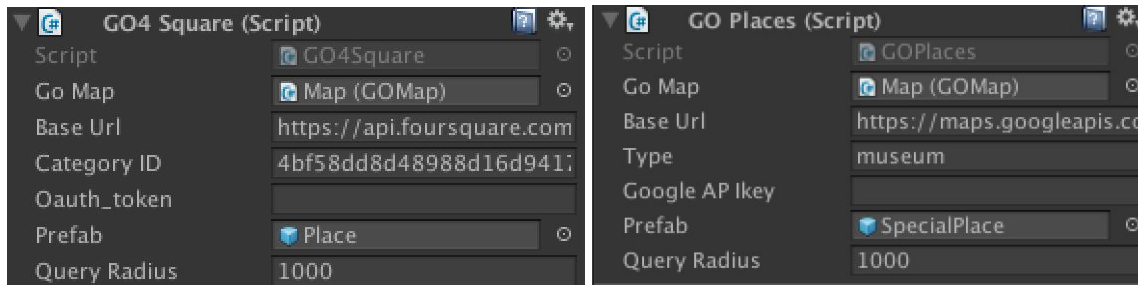 GO4 Square (Script)
Script GO4Square
Go Map Map (GOMap)
Base Url https://api.foursquare.com
Category ID 4bf58dd8d48988d16d9417
Oauth_token
Prefab Place
Query Radius 1000
GO Places (Script)
Script GOPlaces
Go Map Map (GOMap)
Base Url https://maps.googleapis.co
Type museum
Google AP Ikey
Prefab SpecialPlace
Query Radius 1000